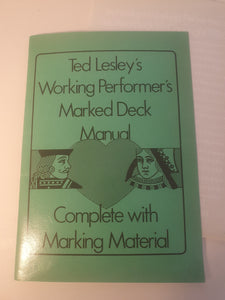 Ted Lesley's
Working Performer's
Marked Deck
Manual
Complete with
Marking Material